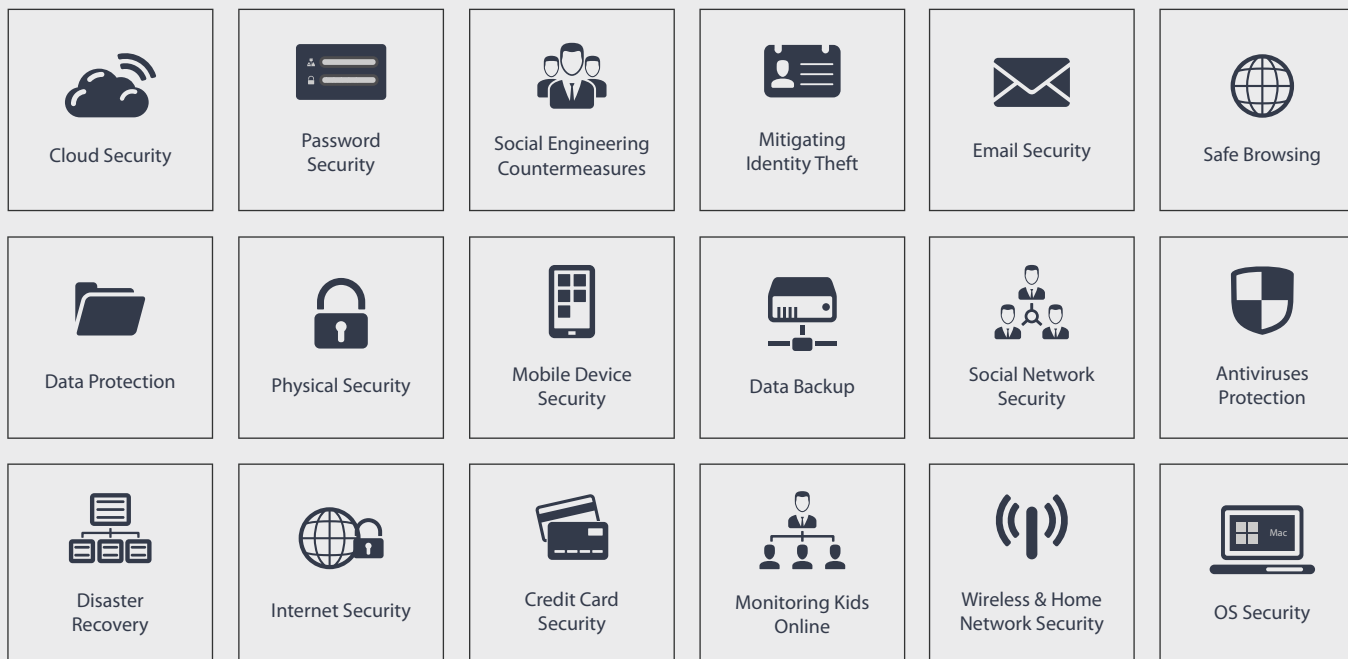 Cloud Security
Password
Security
Social Engineering
Countermeasures
Mitigating
Identity Theft
Email Security
Safe Browsing
Data Protection
Physical Security
Mobile Device
Security
Data Backup
Social Network
Security
Antiviruses
Protection
Disaster
Recovery
Internet Security
Credit Card
Security
Monitoring Kids
Online
Wireless & Home
Network Security
Mac
OS Security